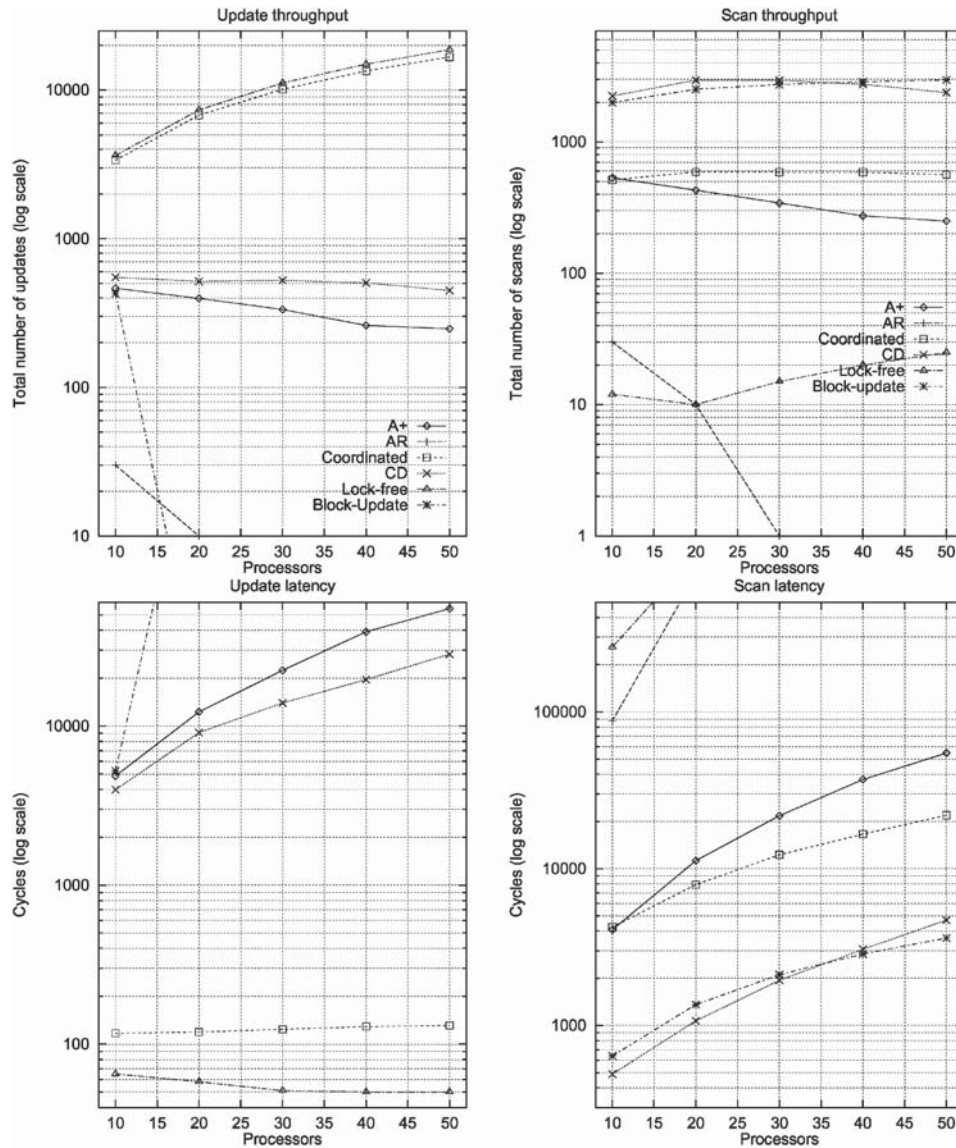 Update throughput
Total number of updates (log scale)
10000
1000
100
10
A+
AR
Coordinated
CD
Lock-free
Block-Update
10 15 20 25 30 35 40 45 50
Processors
Scan throughput
Total number of scans (log scale)
1000
100
10
1
A+
AR
Coordinated
CD
Lock-free
Block-update
10 15 20 25 30 35 40 45 50
Processors
Update latency
Cycles (log scale)
10000
1000
100
10 15 20 25 30 35 40 45 50
Processors
Scan latency
Cycles (log scale)
100000
10000
1000
10 15 20 25 30 35 40 45 50
Processors